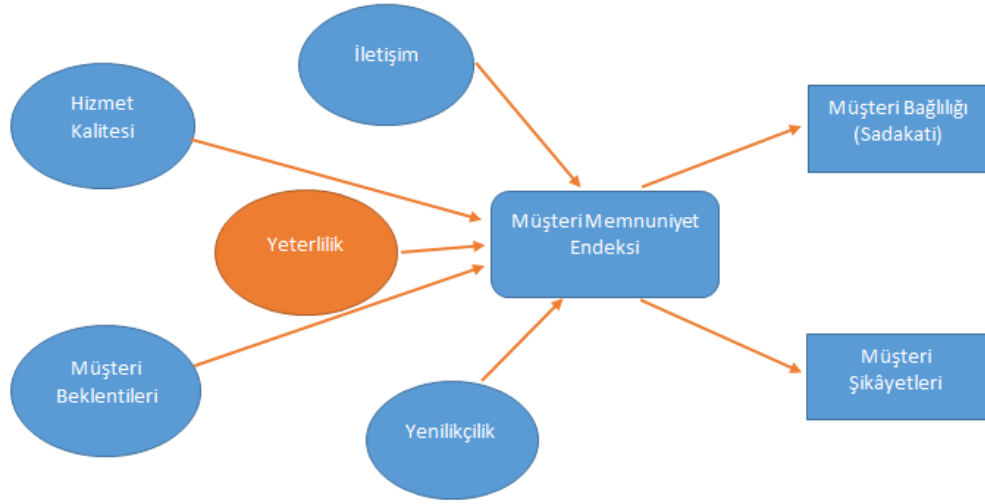 İletişim
Hizmet
Kalitesi
Müşteri Bağlılığı
(Sadakati)
Yeterlilik
Müşteri Memnuniyet
Endeksi
Müşteri
Beklentileri
Yenilikçilik
Müşteri
Şikâyetleri